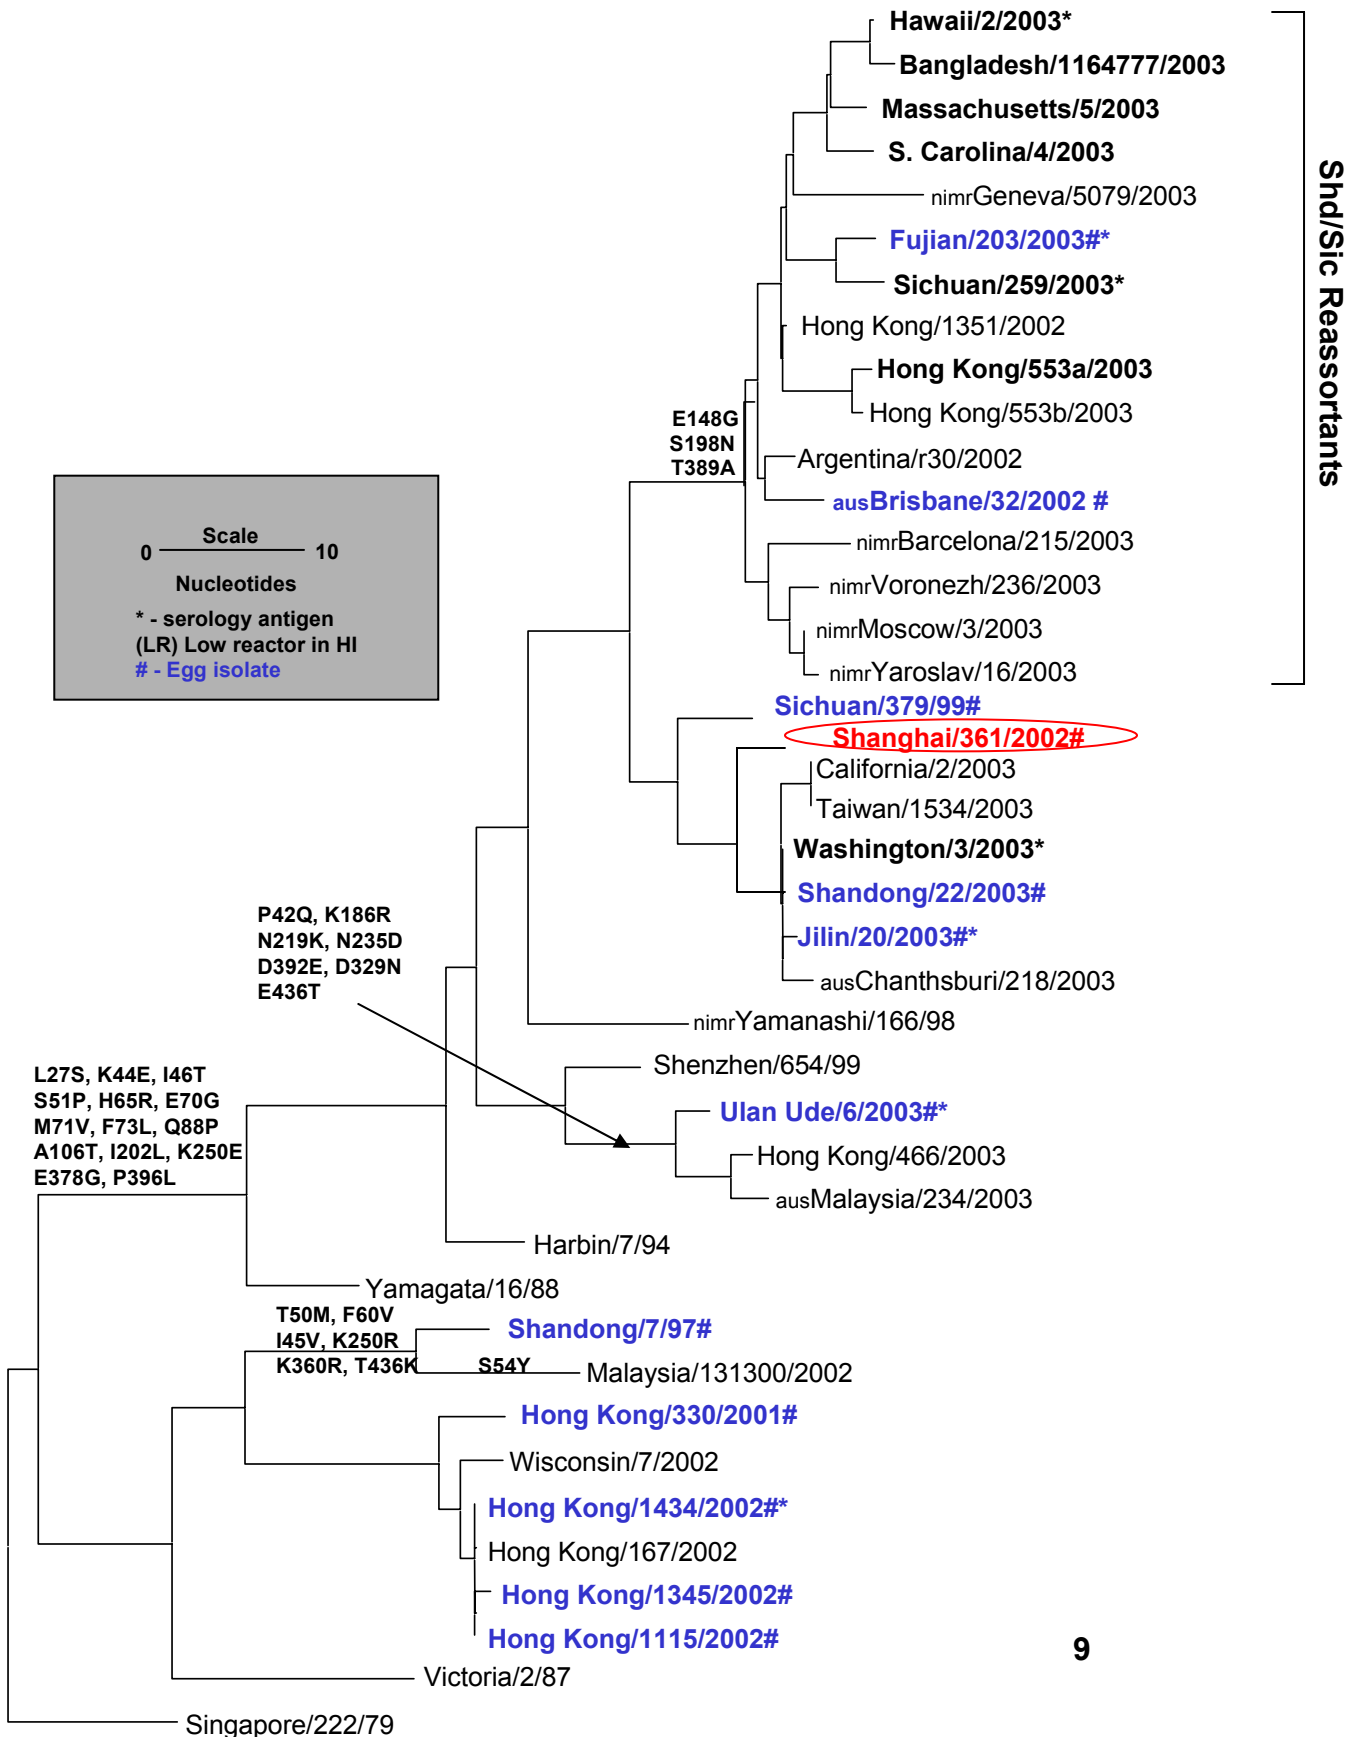 Hawaii/2/2003*
Bangladesh/1164777/2003
Massachusetts/5/2003
S. Carolina/4/2003
nimrGeneva/5079/2003
Fujian/203/2003#*
Sichuan/259/2003*
Hong Kong/1351/2002
Hong Kong/553a/2003
Hong Kong/553b/2003
Argentina/r30/2002
ausBrisbane/32/2002 #
nimrBarcelona/215/2003
nimrVoronezh/236/2003
nimrMoscow/3/2003
nimrYaroslav/16/2003
Shd/Sic Reassortants
E148G
S198N
T389A
Scale
0 10
Nucleotides
* - serology antigen
(LR) Low reactor in HI
# - Egg isolate
Sichuan/379/99#
Shanghai/361/2002#
California/2/2003
Taiwan/1534/2003
Washington/3/2003*
Shandong/22/2003#
Jilin/20/2003#*
ausChanthsburi/218/2003
nimrYamanashi/166/98
P42Q, K186R
N219K, N235D
D392E, D329N
E436T
Shenzhen/654/99
Ulan Ude/6/2003#*
Hong Kong/466/2003
ausMalaysia/234/2003
L27S, K44E, I46T
S51P, H65R, E70G
M71V, F73L, Q88P
A106T, I202L, K250E
E378G, P396L
Harbin/7/94
Yamagata/16/88
T50M, F60V
I45V, K250R
K360R, T436K
S54Y
Shandong/7/97#
Malaysia/131300/2002
Hong Kong/330/2001#
Wisconsin/7/2002
Hong Kong/1434/2002#*
Hong Kong/167/2002
Hong Kong/1345/2002#
Hong Kong/1115/2002#
Victoria/2/87
Singapore/222/79
9